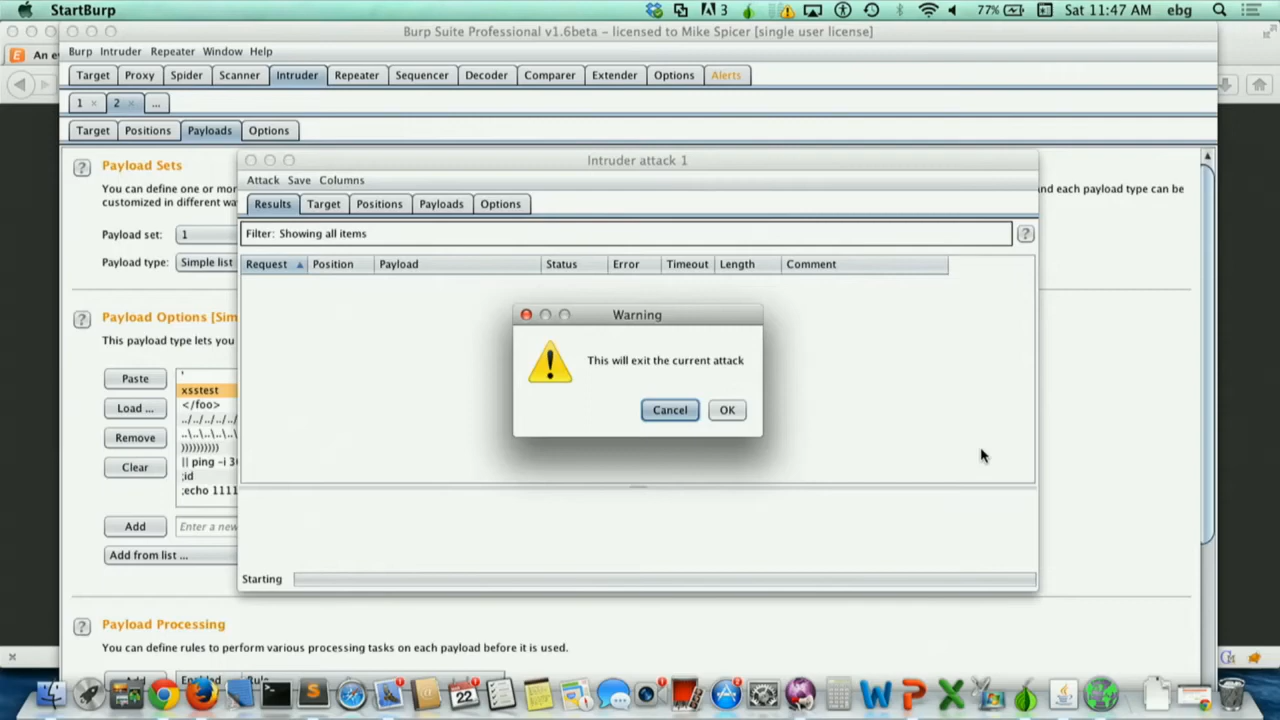 StartBurp
3
77%
Sat 11:47 AM
ebg
Burp Suite Professional v1.6beta - licensed to Mike Spicer [single user license]
Burp Intruder Repeater Window Help
An e
Target Proxy Spider Scanner Intruder Repeater Sequencer Decoder Comparer Extender Options Alerts
1 × 2 × ...
Target Positions Payloads Options
? Payload Sets
You can define one or mor
and each payload type can be
customized in different wa
Payload set: 1
Payload type: Simple list
Intruder attack 1
Attack Save Columns
Results Target Positions Payloads Options
Filter: Showing all items
?
Request Position Payload Status Error Timeout Length Comment
? Payload Options [Sim
This payload type lets you
Paste
Load ...
Remove
Clear
'
xsstest
</foo>
../../../../
..\..\..\..\
))))))))))
|| ping -i 30
;id
;echo 1111
Add
Enter a new
Add from list ...
Warning
This will exit the current attack
Cancel OK
Starting
? Payload Processing
You can define rules to perform various processing tasks on each payload before it is used.
Add Enabled Rule
22